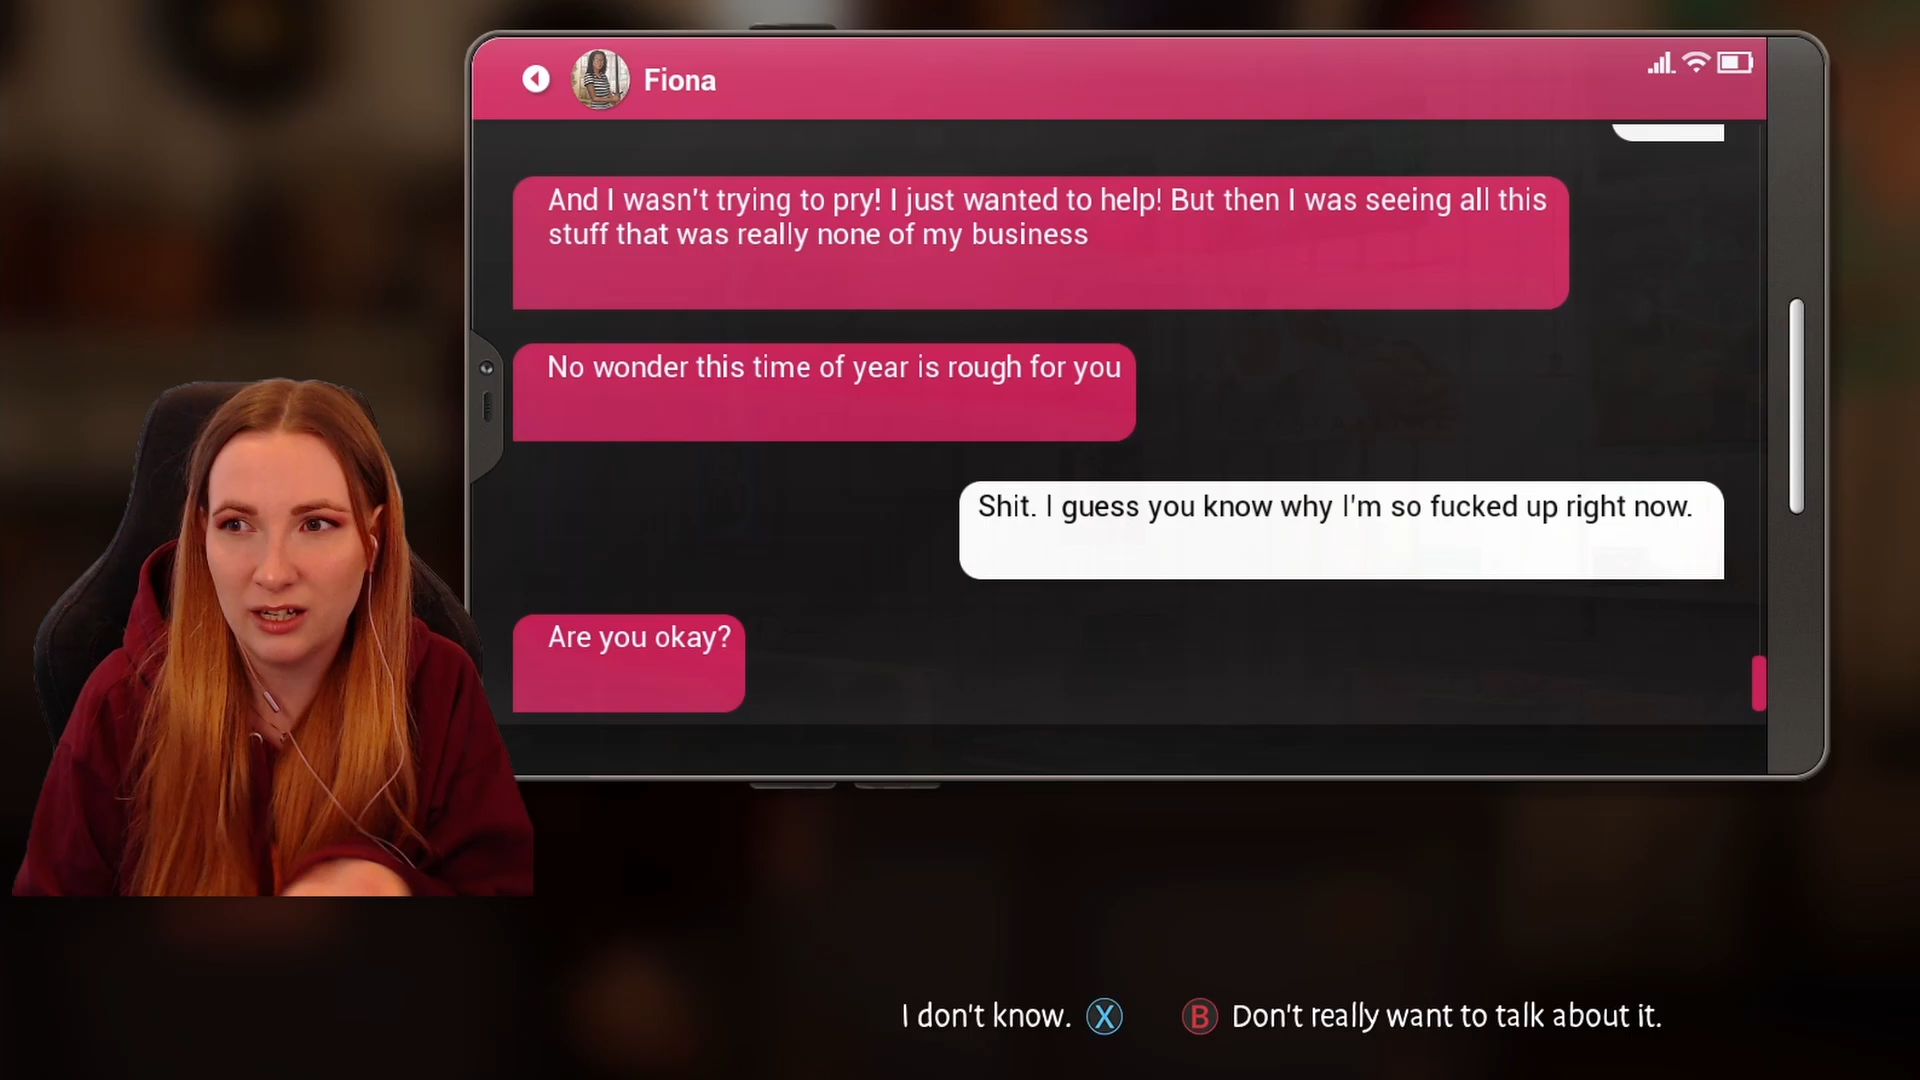 Fiona
And I wasn't trying to pry! I just wanted to help! But then I was seeing all this
stuff that was really none of my business
No wonder this time of year is rough for you
Shit. I guess you know why I'm so fucked up right now.
Are you okay?
I don't know. X B Don't really want to talk about it.